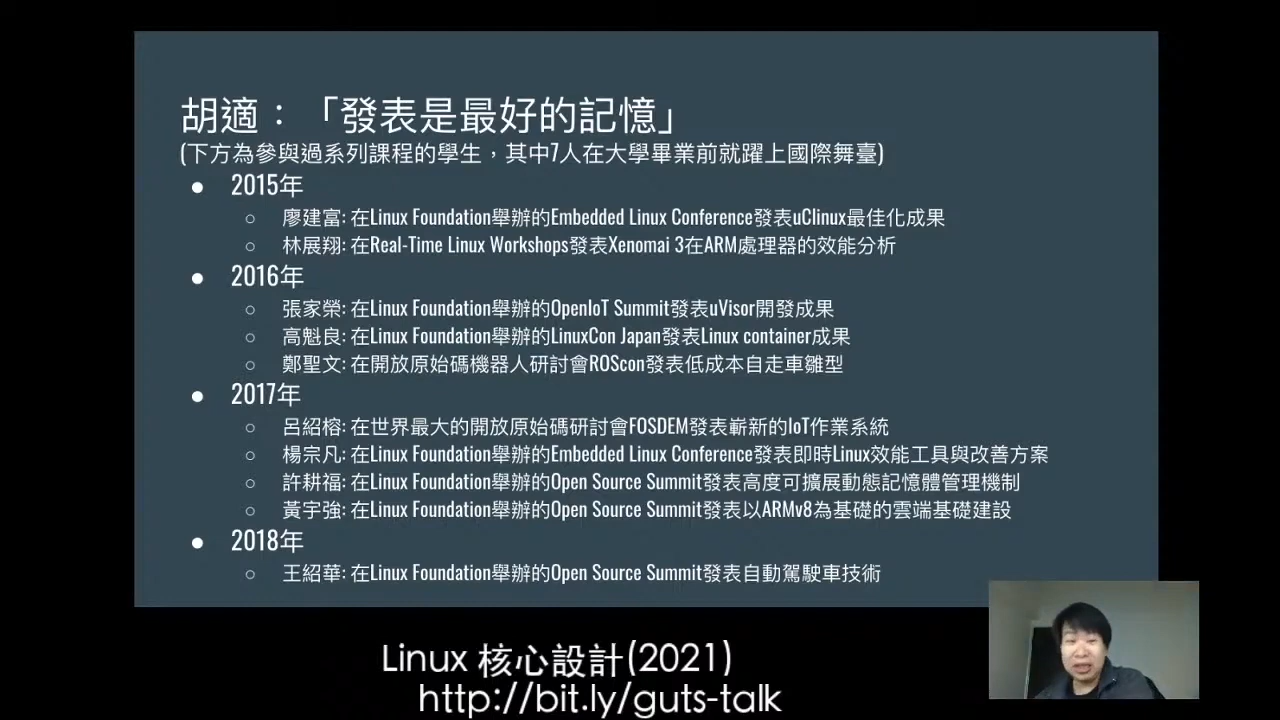 胡適：「發表是最好的記憶」
(下方為參與過系列課程的學生，其中7人在大學畢業前就躍上國際舞臺)
● 2015年
○ 廖建富: 在Linux Foundation舉辦的Embedded Linux Conference發表uClinux最佳化成果
○ 林展翔: 在Real-Time Linux Workshops發表Xenomai 3在ARM處理器的效能分析
● 2016年
○ 張家榮: 在Linux Foundation舉辦的OpenIoT Summit發表uVisor開發成果
○ 高魁良: 在Linux Foundation舉辦的LinuxCon Japan發表Linux container成果
○ 鄭聖文: 在開放原始碼機器人研討會ROScon發表低成本自走車雛型
● 2017年
○ 呂紹榕: 在世界最大的開放原始碼研討會FOSDEM發表嶄新的IoT作業系統
○ 楊宗凡: 在Linux Foundation舉辦的Embedded Linux Conference發表即時Linux效能工具與改善方案
○ 許耕福: 在Linux Foundation舉辦的Open Source Summit發表高度可擴展動態記憶體管理機制
○ 黃宇強: 在Linux Foundation舉辦的Open Source Summit發表以ARMv8為基礎的雲端基礎建設
● 2018年
○ 王紹華: 在Linux Foundation舉辦的Open Source Summit發表自動駕駛車技術
Linux 核心設計(2021)
http://bit.ly/guts-talk